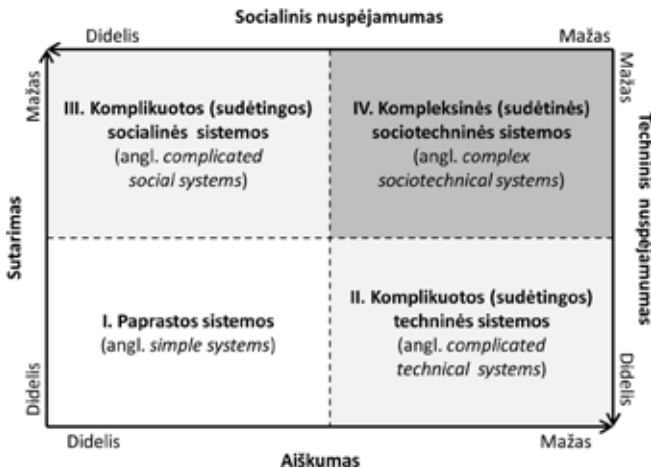 Socialinis nuspėjamumas
Didelis
Mažas
Mažas
Mažas
III. Komplikuotos (sudėtingos)
socialinės sistemos
(angl. complicated
social systems)
IV. Kompleksinės (sudėtinės)
sociotechninės sistemos
(angl. complex
sociotechnical systems)
Sutarimas
Techninis nuspėjamumas
I. Paprastos sistemos
(angl. simple systems)
II. Komplikuotos (sudėtingos)
techninės sistemos
(angl. complicated
technical systems)
Didelis
Didelis
Didelis
Mažas
Aiškumas